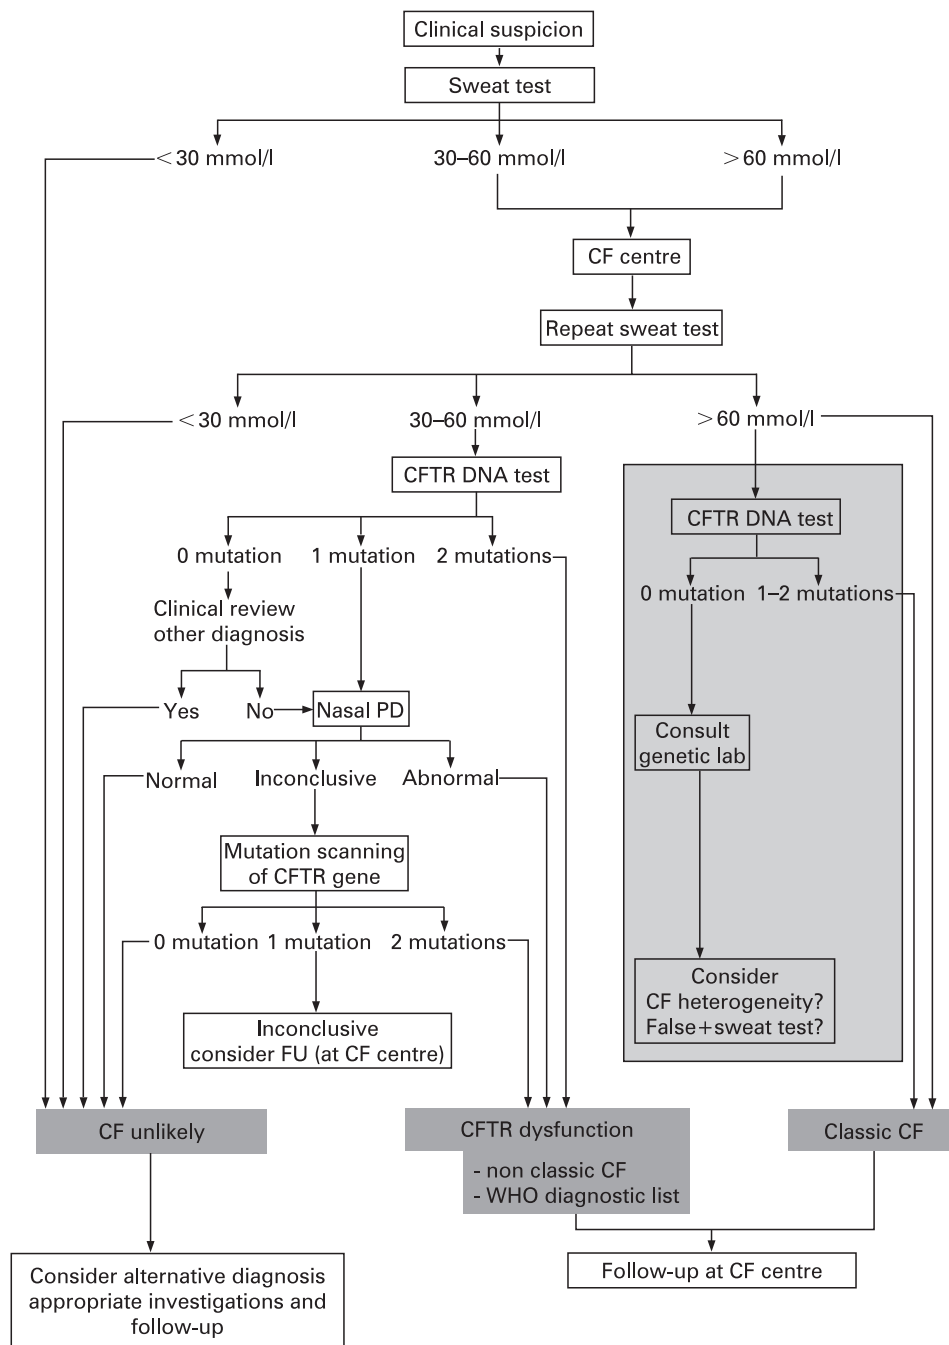 Clinical suspicion
Sweat test
< 30 mmol/l
30–60 mmol/l
> 60 mmol/l
CF centre
Repeat sweat test
< 30 mmol/l
30–60 mmol/l
> 60 mmol/l
CFTR DNA test
CFTR DNA test
0 mutation
1 mutation
2 mutations
0 mutation
1–2 mutations
Clinical review
other diagnosis
Yes
No
Nasal PD
Consult
genetic lab
Normal
Inconclusive
Abnormal
Mutation scanning
of CFTR gene
0 mutation
1 mutation
2 mutations
Consider
CF heterogeneity?
False+sweat test?
Inconclusive
consider FU (at CF centre)
CF unlikely
CFTR dysfunction
- non classic CF
- WHO diagnostic list
Classic CF
Consider alternative diagnosis
appropriate investigations and
follow-up
Follow-up at CF centre